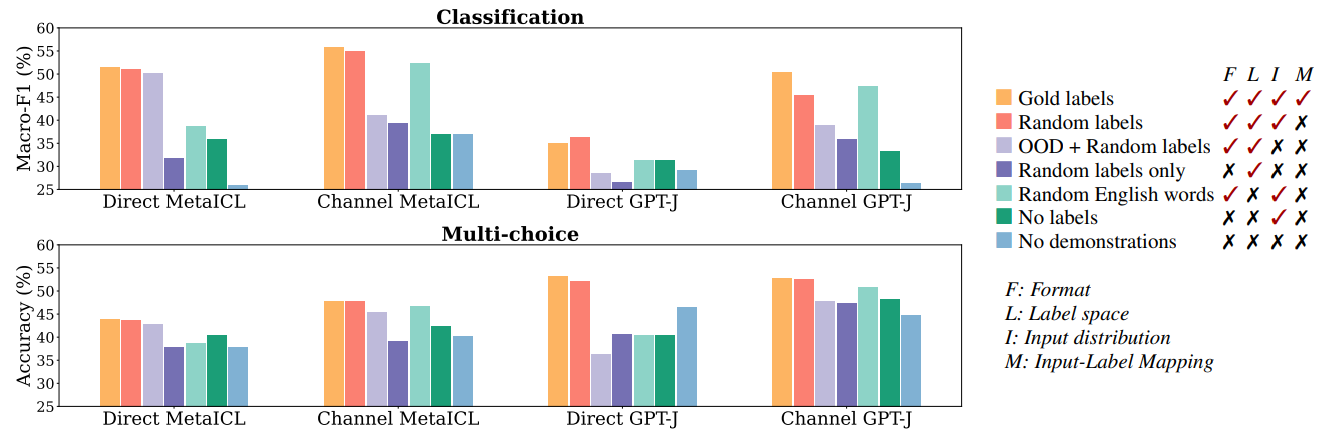 Classification
60
55
50
45
40
35
30
25
Macro-F1 (%)
Direct MetaICL Channel MetaICL Direct GPT-J Channel GPT-J
Multi-choice
60
55
50
45
40
35
30
25
Accuracy (%)
Direct MetaICL Channel MetaICL Direct GPT-J Channel GPT-J
F L I M
Gold labels ✓ ✓ ✓ ✓
Random labels ✓ ✓ ✓ ✗
OOD + Random labels ✓ ✓ ✗ ✗
Random labels only ✗ ✓ ✗ ✗
Random English words ✓ ✗ ✓ ✗
No labels ✗ ✗ ✓ ✗
No demonstrations ✗ ✗ ✗ ✗
F: Format
L: Label space
I: Input distribution
M: Input-Label Mapping